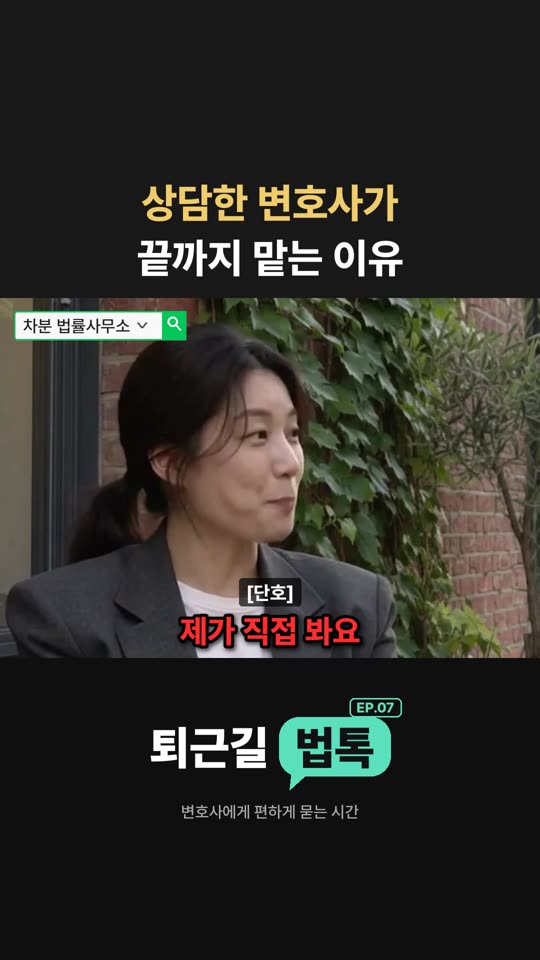 상담한 변호사가
끝까지 맡는 이유
차분 법률사무소
[단호]
제가 직접 봐요
EP.07
퇴근길 법톡
변호사에게 편하게 묻는 시간